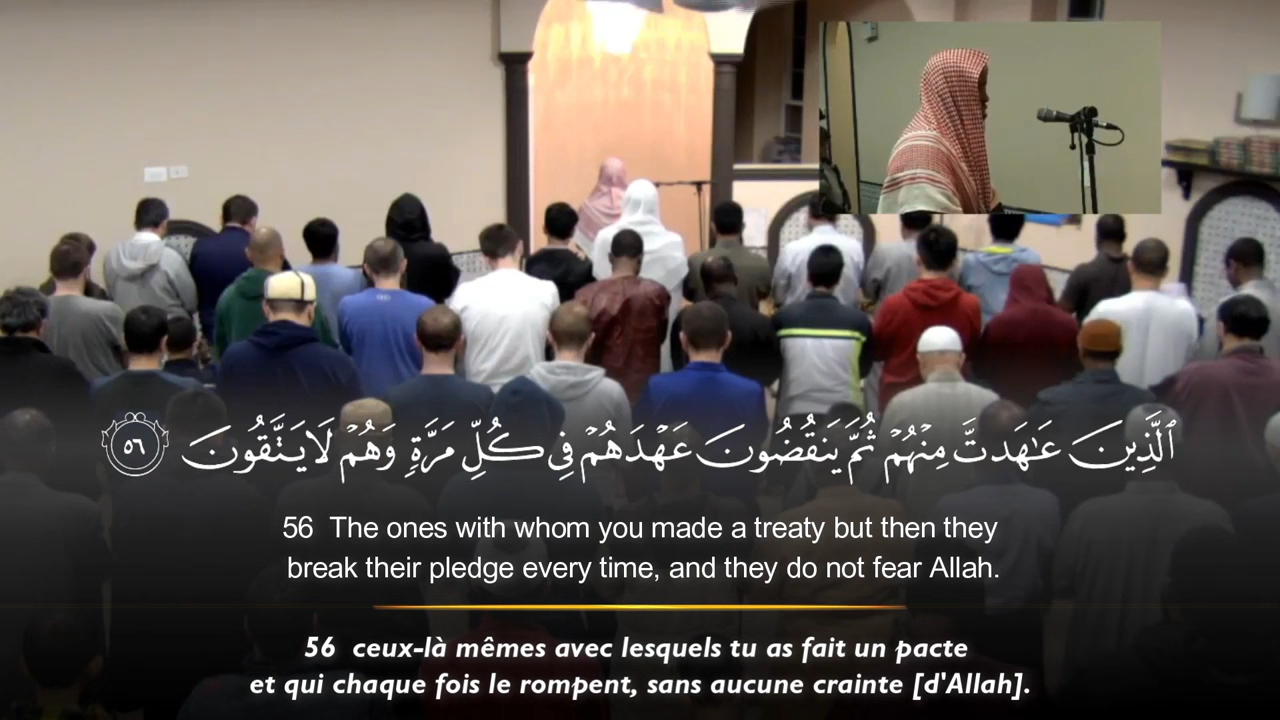 ٱلَّذِينَ عَـٰهَدتَّ مِنْهُمْ ثُمَّ يَنقُضُونَ عَهْدَهُمْ فِى كُلِّ مَرَّةٍ وَهُمْ لَا يَتَّقُونَ ٥٦
56 The ones with whom you made a treaty but then they
break their pledge every time, and they do not fear Allah.
56 ceux-là mêmes avec lesquels tu as fait un pacte
et qui chaque fois le rompent, sans aucune crainte [d'Allah].